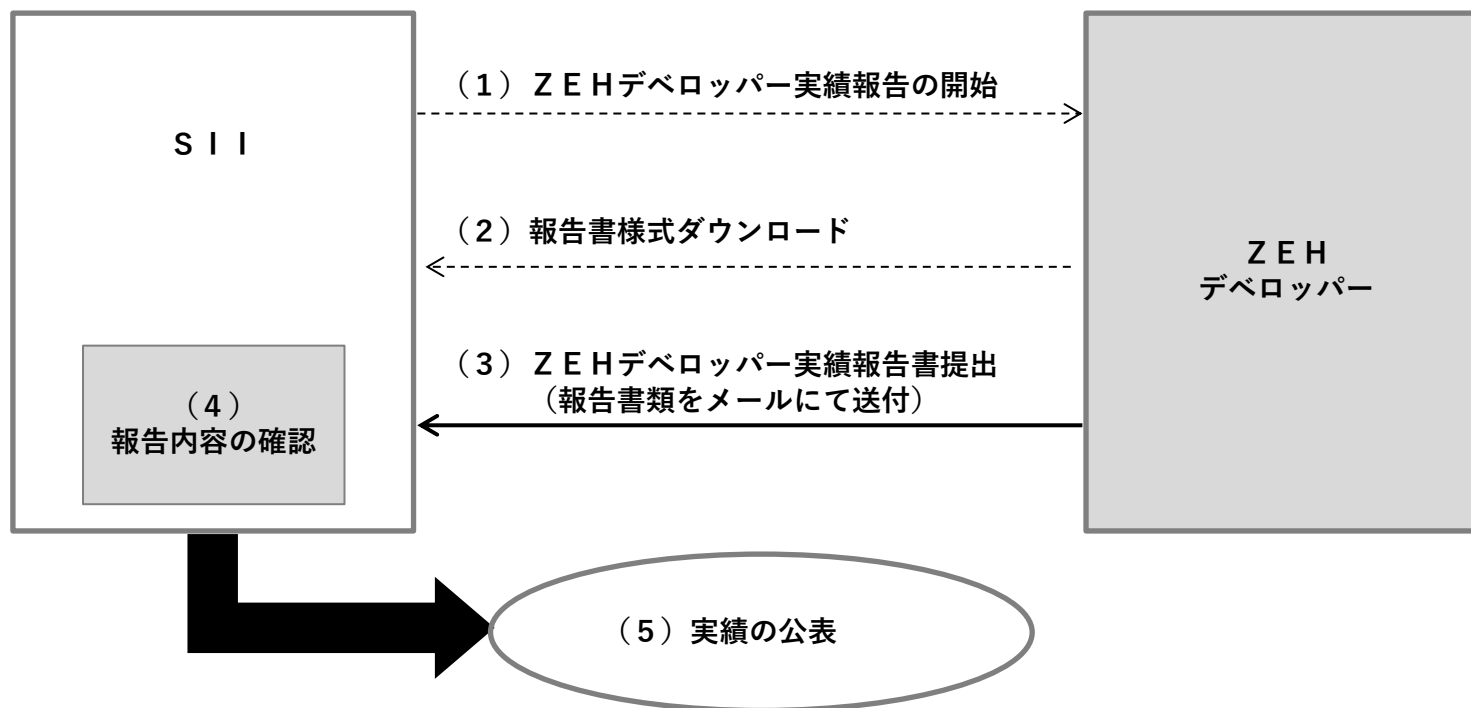 ＳＩＩ
（１）ＺＥＨデベロッパー実績報告の開始
（２）報告書様式ダウンロード
ＺＥＨ
デベロッパー
（３）ＺＥＨデベロッパー実績報告書提出
（報告書類をメールにて送付）
（４）
報告内容の確認
（５）実績の公表